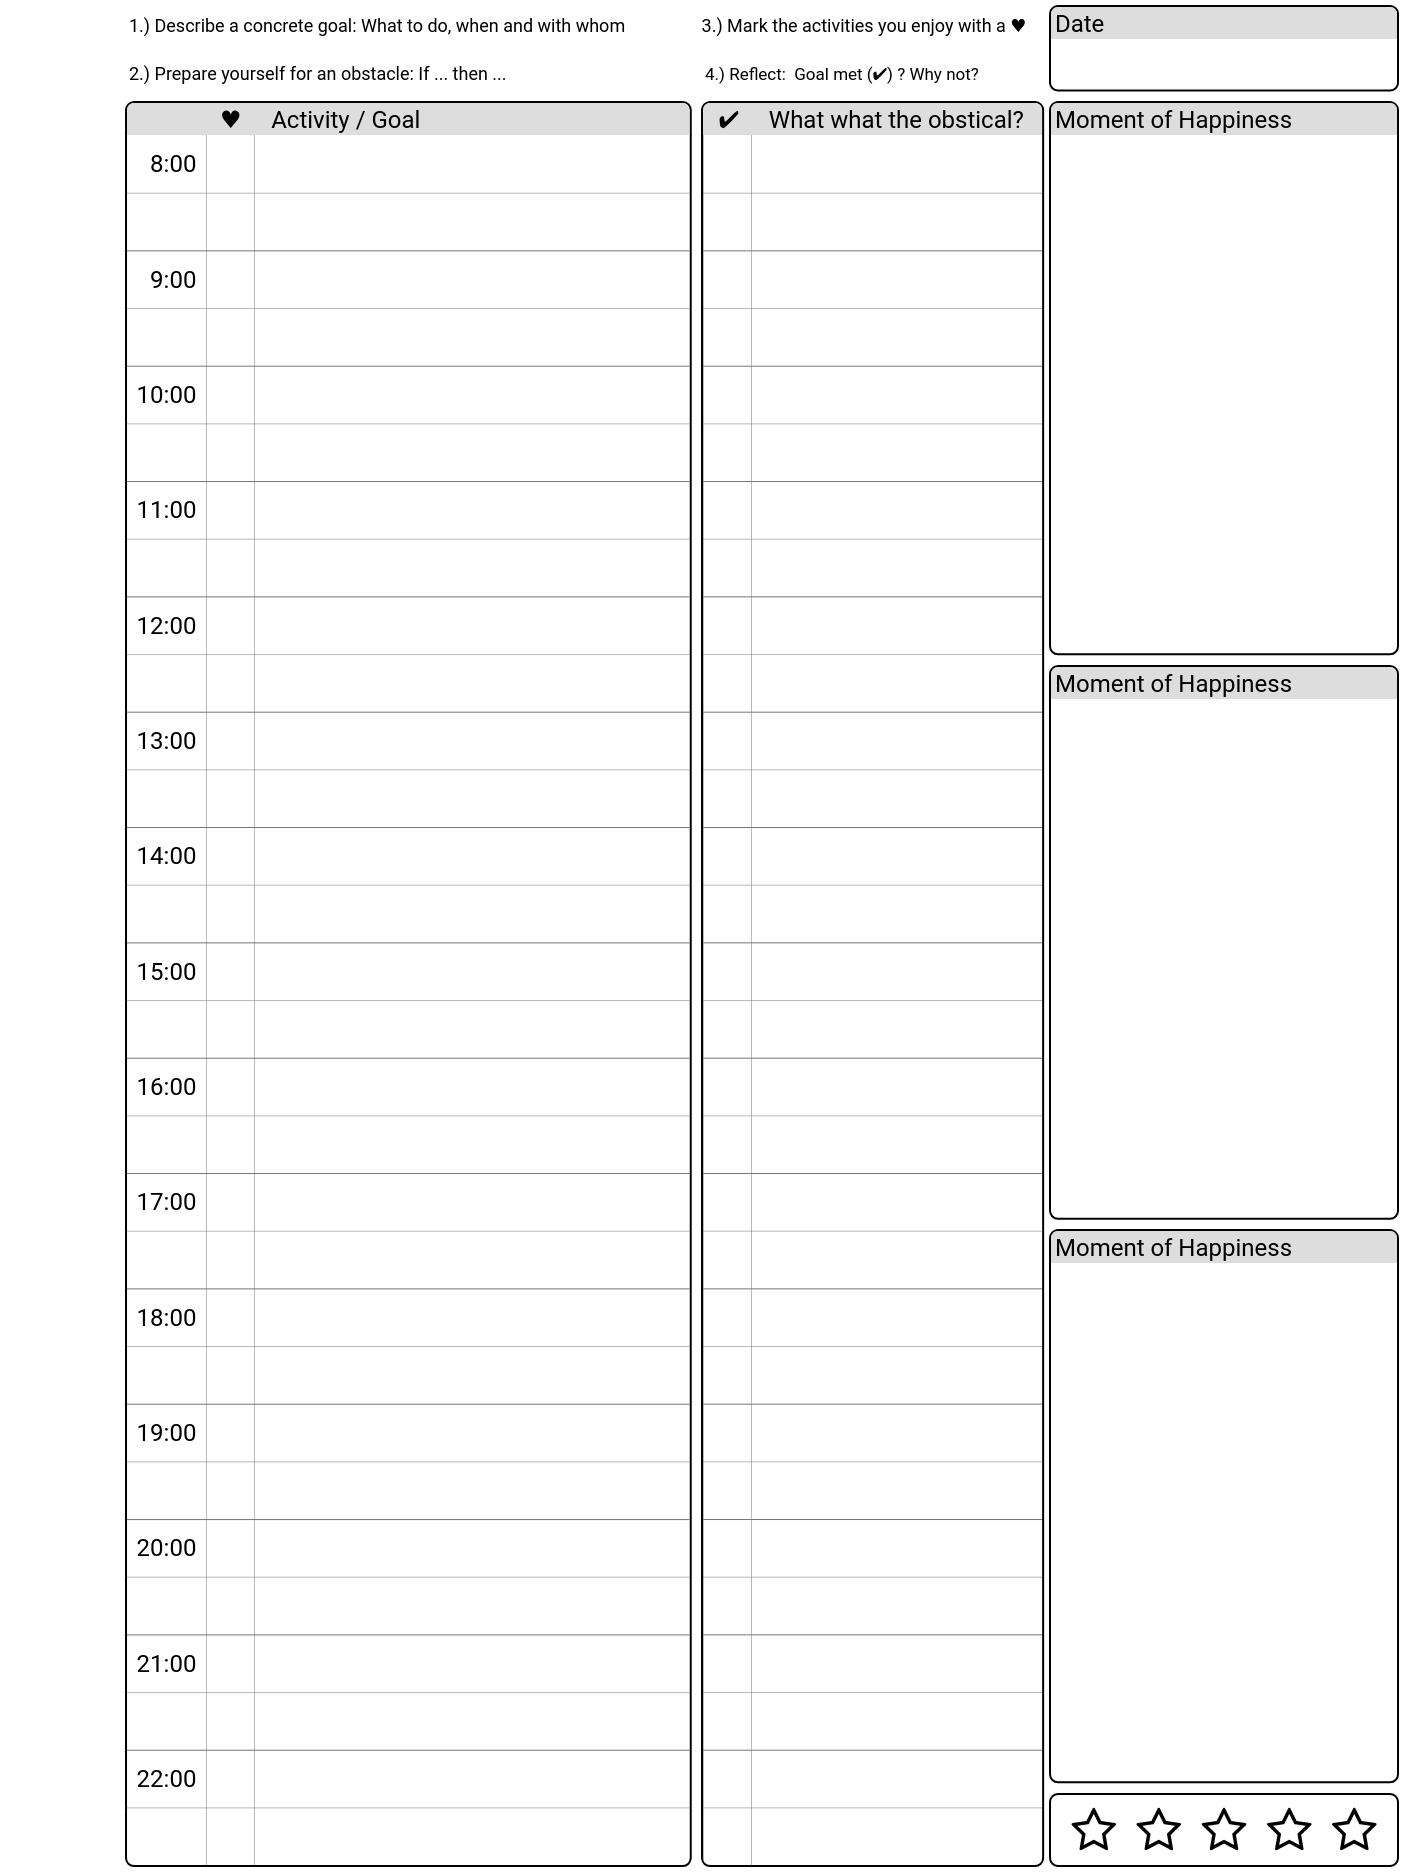 1.) Describe a concrete goal: What to do, when and with whom
2.) Prepare yourself for an obstacle: If ... then ...
3.) Mark the activities you enjoy with a ♥
4.) Reflect:  Goal met (✔) ? Why not?
Date
♥ Activity / Goal
8:00
9:00
10:00
11:00
12:00
13:00
14:00
15:00
16:00
17:00
18:00
19:00
20:00
21:00
22:00
✔ What what the obstical?
Moment of Happiness
Moment of Happiness
Moment of Happiness